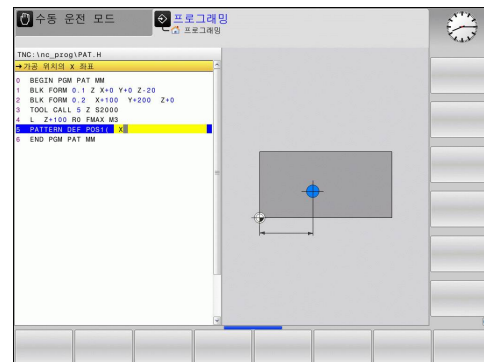 수동 운전 모드
프로그래밍
프로그래밍
TNC:\nc_prog\PAT.H
→가공 위치의 X 좌표
0 BEGIN PGM PAT MM
1 BLK FORM 0.1 Z X+0 Y+0 Z-20
2 BLK FORM 0.2 X+100 Y+200 Z+0
3 TOOL CALL 5 Z S2000
4 L Z+100 R0 FMAX M3
5 PATTERN DEF POS1( X
6 END PGM PAT MM